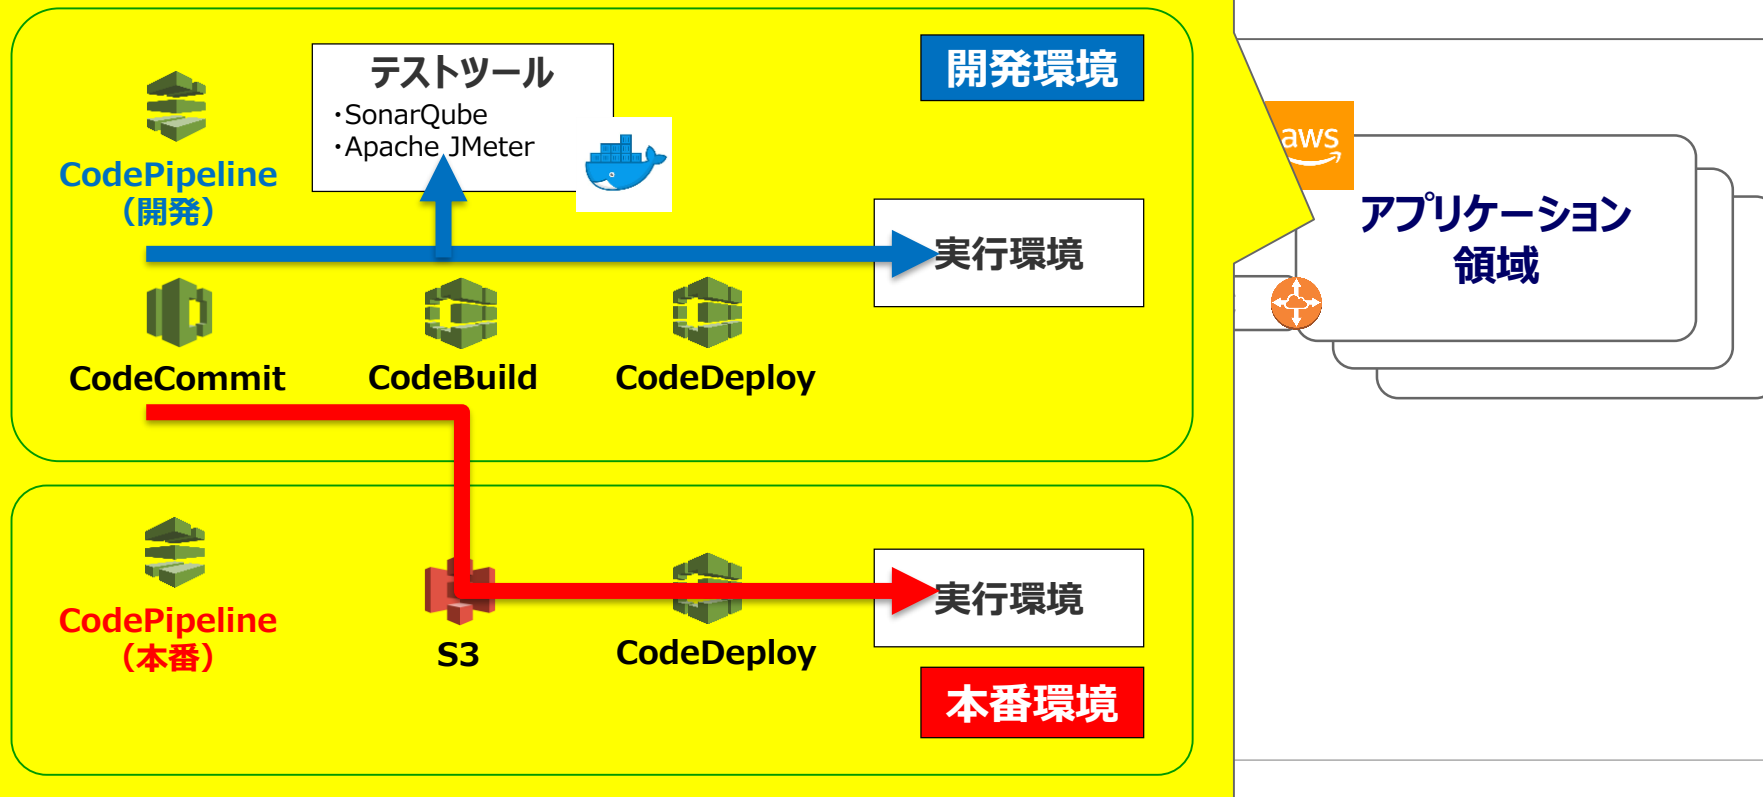 開発環境
テストツール
・SonarQube
・Apache JMeter
CodePipeline
（開発）
実行環境
CodeCommit
CodeBuild
CodeDeploy
CodePipeline
（本番）
S3
CodeDeploy
実行環境
本番環境
aws
アプリケーション
領域